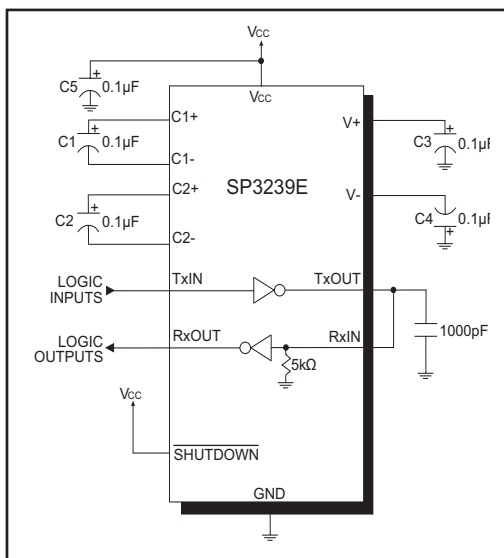 Vcc
C5
+
0.1µF
Vcc
C1
+
0.1µF
C1+
C1-
C2
+
0.1µF
C2+
C2-
SP3239E
V+
C3
+
0.1µF
V-
C4
0.1µF
+
LOGIC
INPUTS
TxIN
TxOUT
LOGIC
OUTPUTS
RxOUT
RxIN
5kΩ
1000pF
Vcc
SHUTDOWN
GND